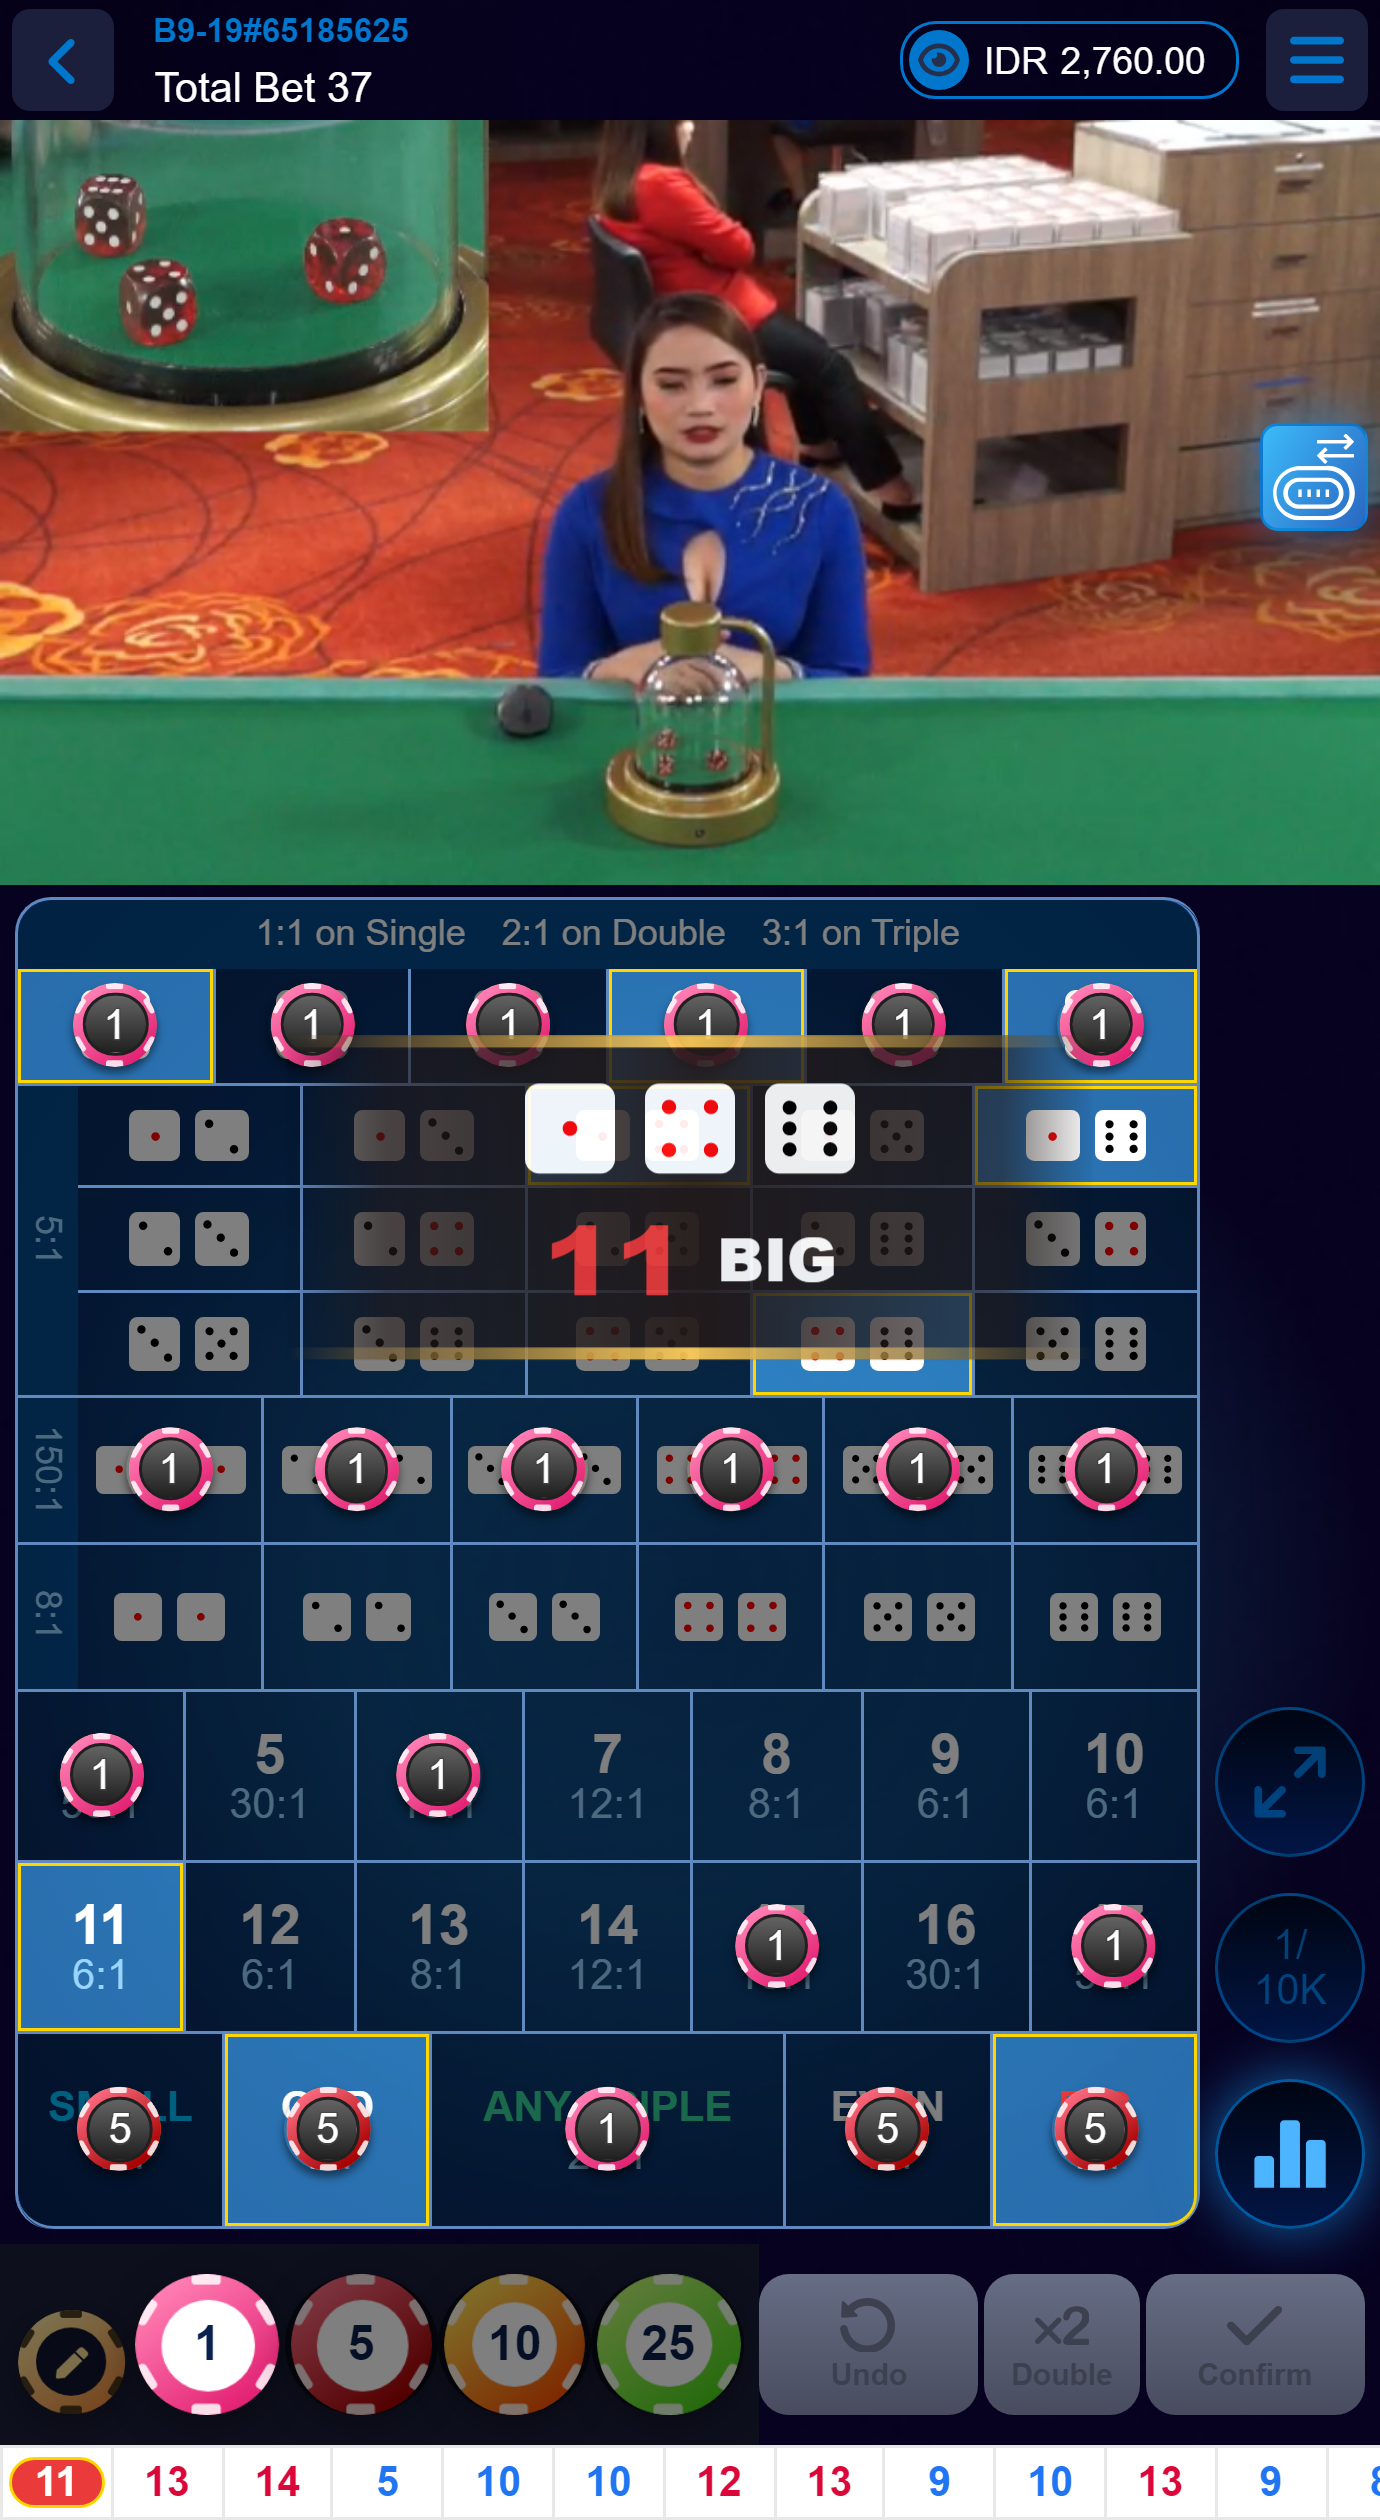 B9-19#65185625
Total Bet 37
IDR 2,760.00
1:1 on Single 2:1 on Double 3:1 on Triple
1 1 1 1 1 1
11 BIG
5:1
150:1
1 1 1 1 1 1
8:1
1 5 1 7 8 9 10
30:1 12:1 8:1 6:1 6:1
11 12 13 14 1 16 1
6:1 6:1 8:1 12:1 30:1
1/
10K
ANY
5 5 1 5 5
1 5 10 25
x2
Undo Double Confirm
11 13 14 5 10 10 12 13 9 10 13 9